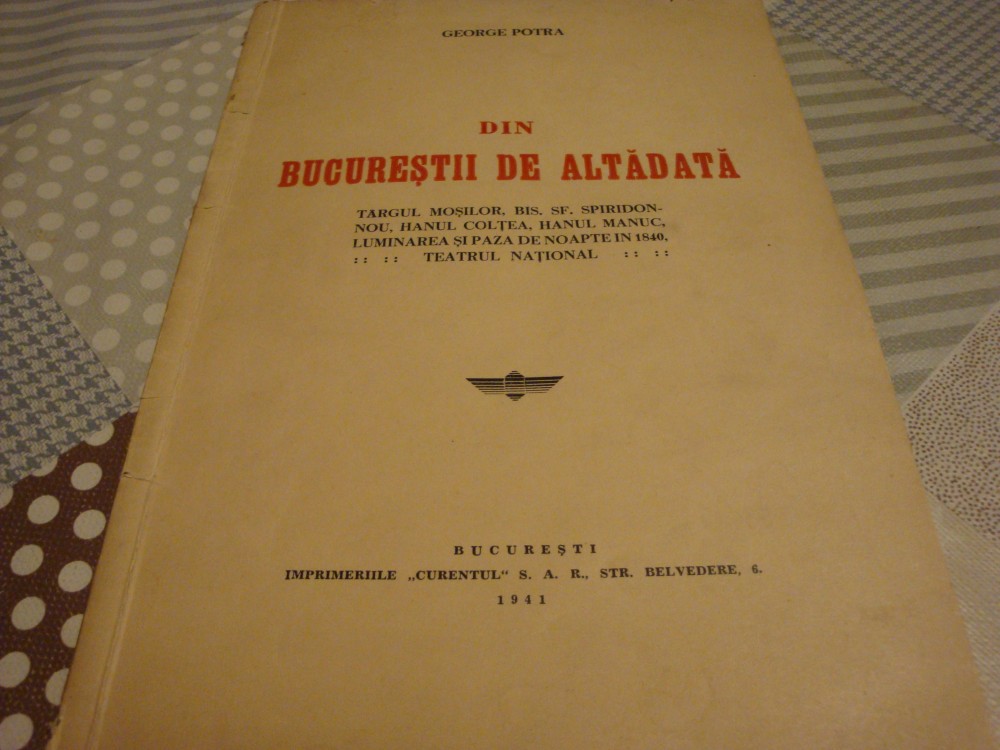 GEORGE POTRA
DIN
BUCUREȘTII DE ALTĂDATĂ
TARGUL MOȘILOR, BIS. SF. SPIRIDON-
NOU, HANUL COLȚEA, HANUL MANUC,
LUMINAREA ȘI PAZA DE NOAPTE IN 1840,
:: :: TEATRUL NAȚIONAL :: ::
BUCUREȘTI
IMPRIMERIILE „CURENTUL“ S. A. R., STR. BELVEDERE, 6.
1941